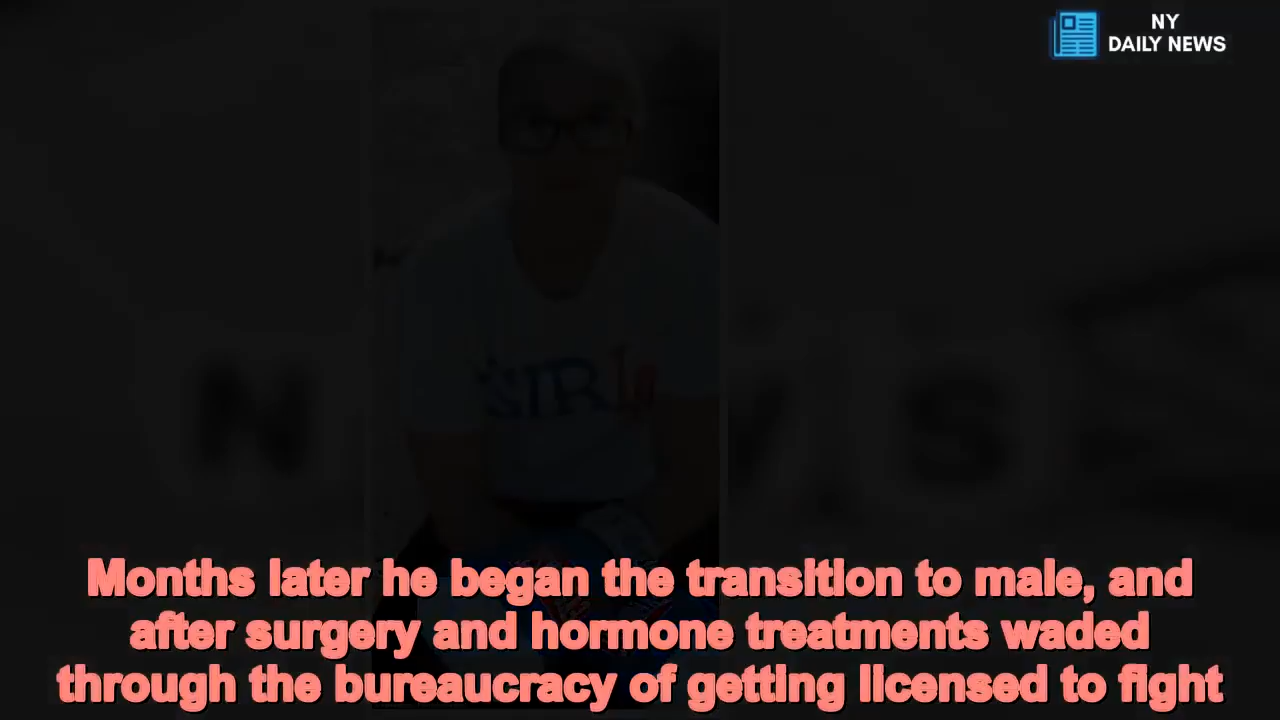 NY
DAILY NEWS
N W S
Months later he began the transition to male, and
after surgery and hormone treatments waded
through the bureaucracy of getting licensed to fight